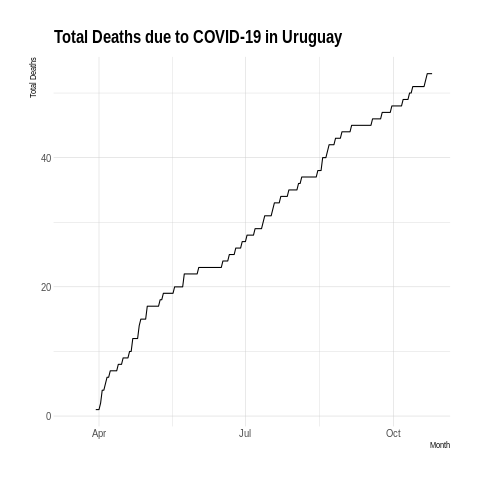 Total Deaths due to COVID-19 in Uruguay
Total Deaths
40
20
0
Apr
Jul
Oct
Month